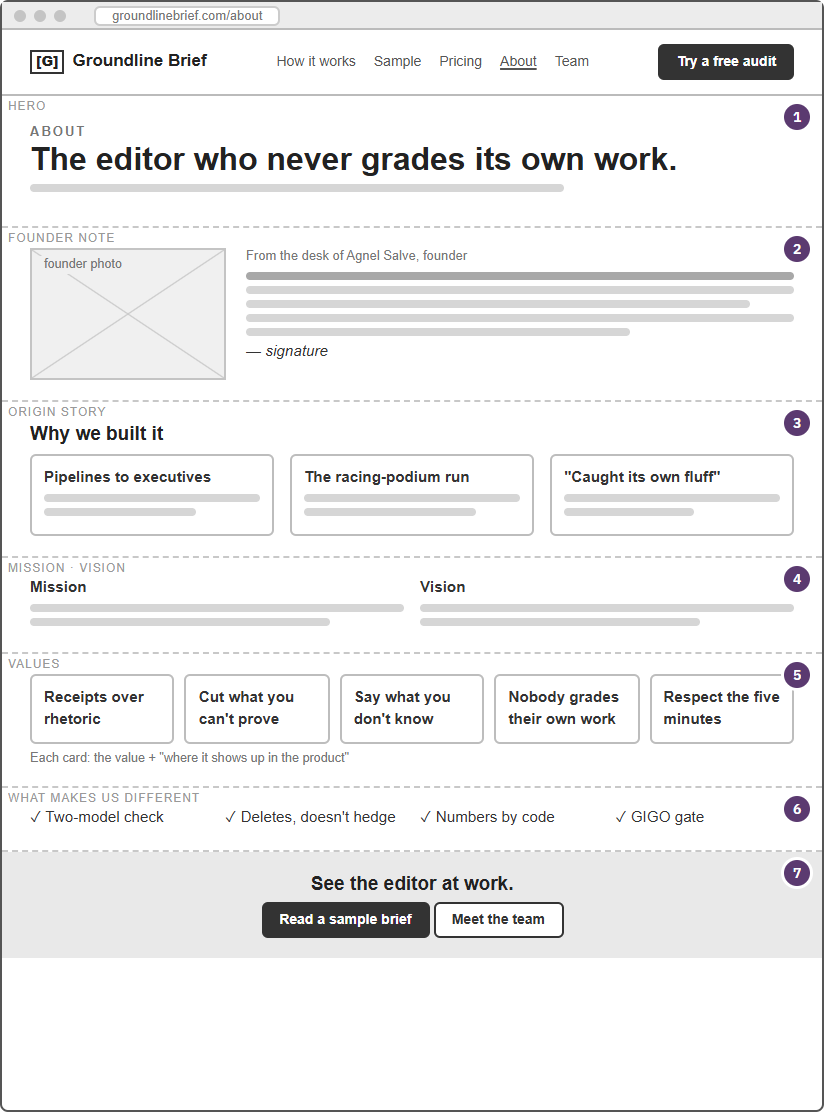 groundlinebrief.com/about
[G] Groundline Brief How it works Sample Pricing About Team Try a free audit
HERO
1
ABOUT
The editor who never grades its own work.
FOUNDER NOTE
2
founder photo
From the desk of Agnel Salve, founder
— signature
ORIGIN STORY
3
Why we built it
Pipelines to executives
The racing-podium run
"Caught its own fluff"
MISSION · VISION
4
Mission
Vision
VALUES
5
Receipts over
rhetoric
Cut what you
can't prove
Say what you
don't know
Nobody grades
their own work
Respect the five
minutes
Each card: the value + "where it shows up in the product"
WHAT MAKES US DIFFERENT
6
✓ Two-model check ✓ Deletes, doesn't hedge ✓ Numbers by code ✓ GIGO gate
7
See the editor at work.
Read a sample brief Meet the team